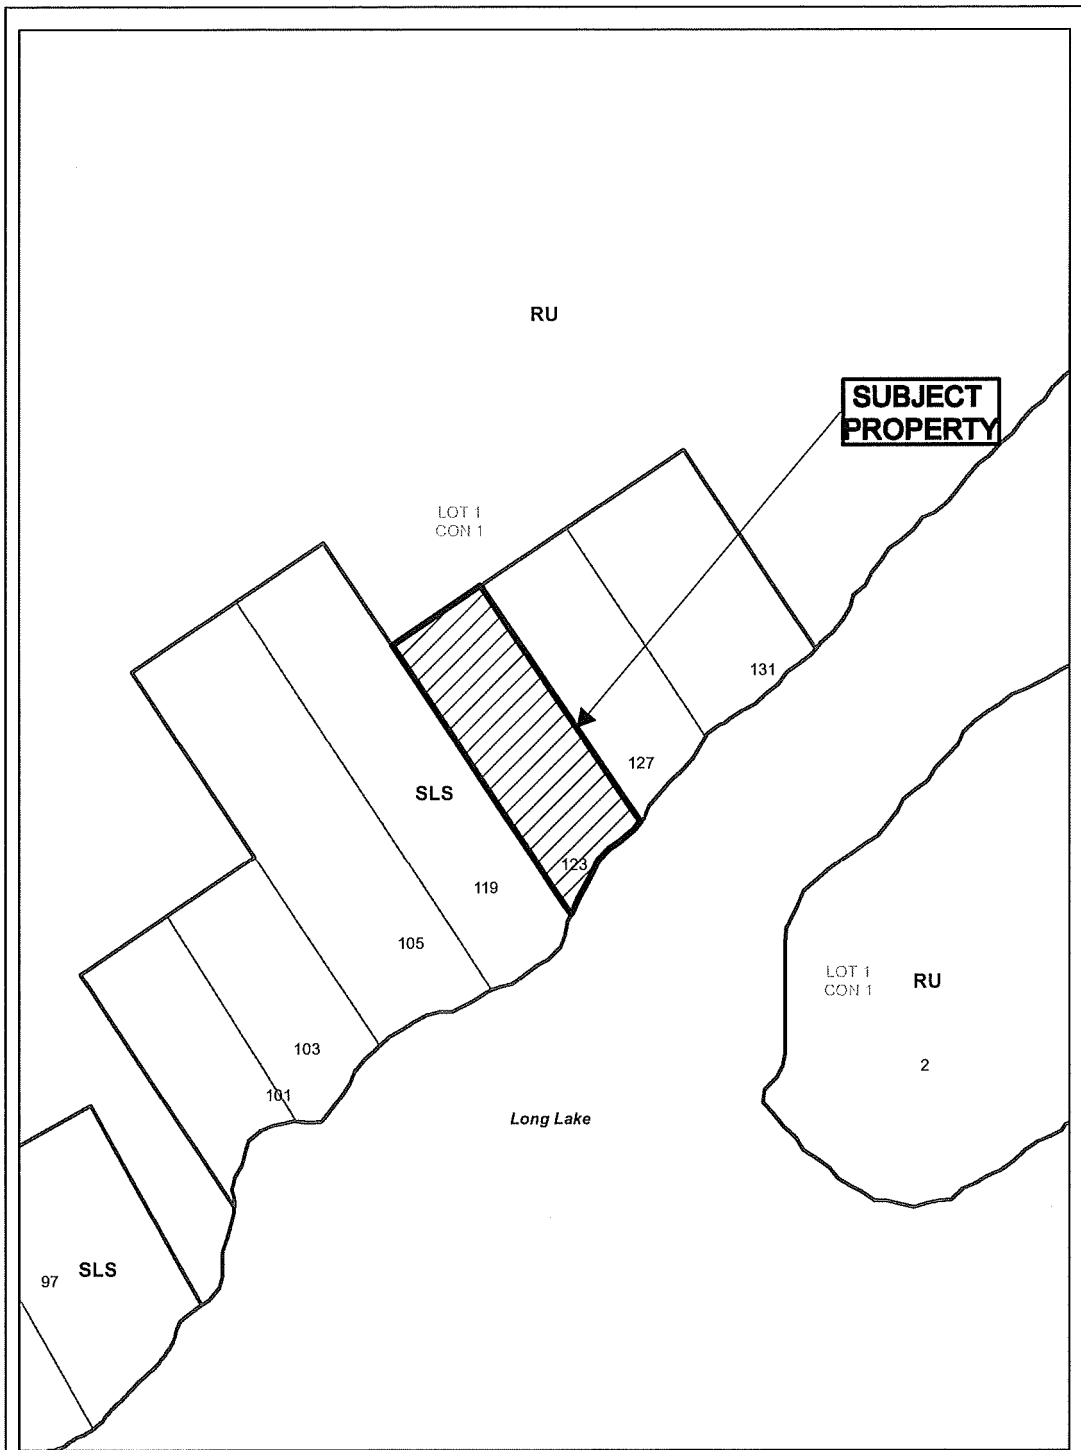 RU
SUBJECT
PROPERTY
LOT 1
CON 1
131
127
SLS
123
119
105
LOT 1
CON 1
RU
103
2
101
Long Lake
97
SLS